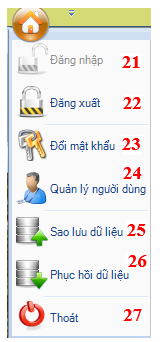 Đăng nhập 21
Đăng xuất 22
Đổi mật khẩu 23
24
Quản lý người dùng
Sao lưu dữ liệu 25
26
Phục hồi dữ liệu
Thoát 27